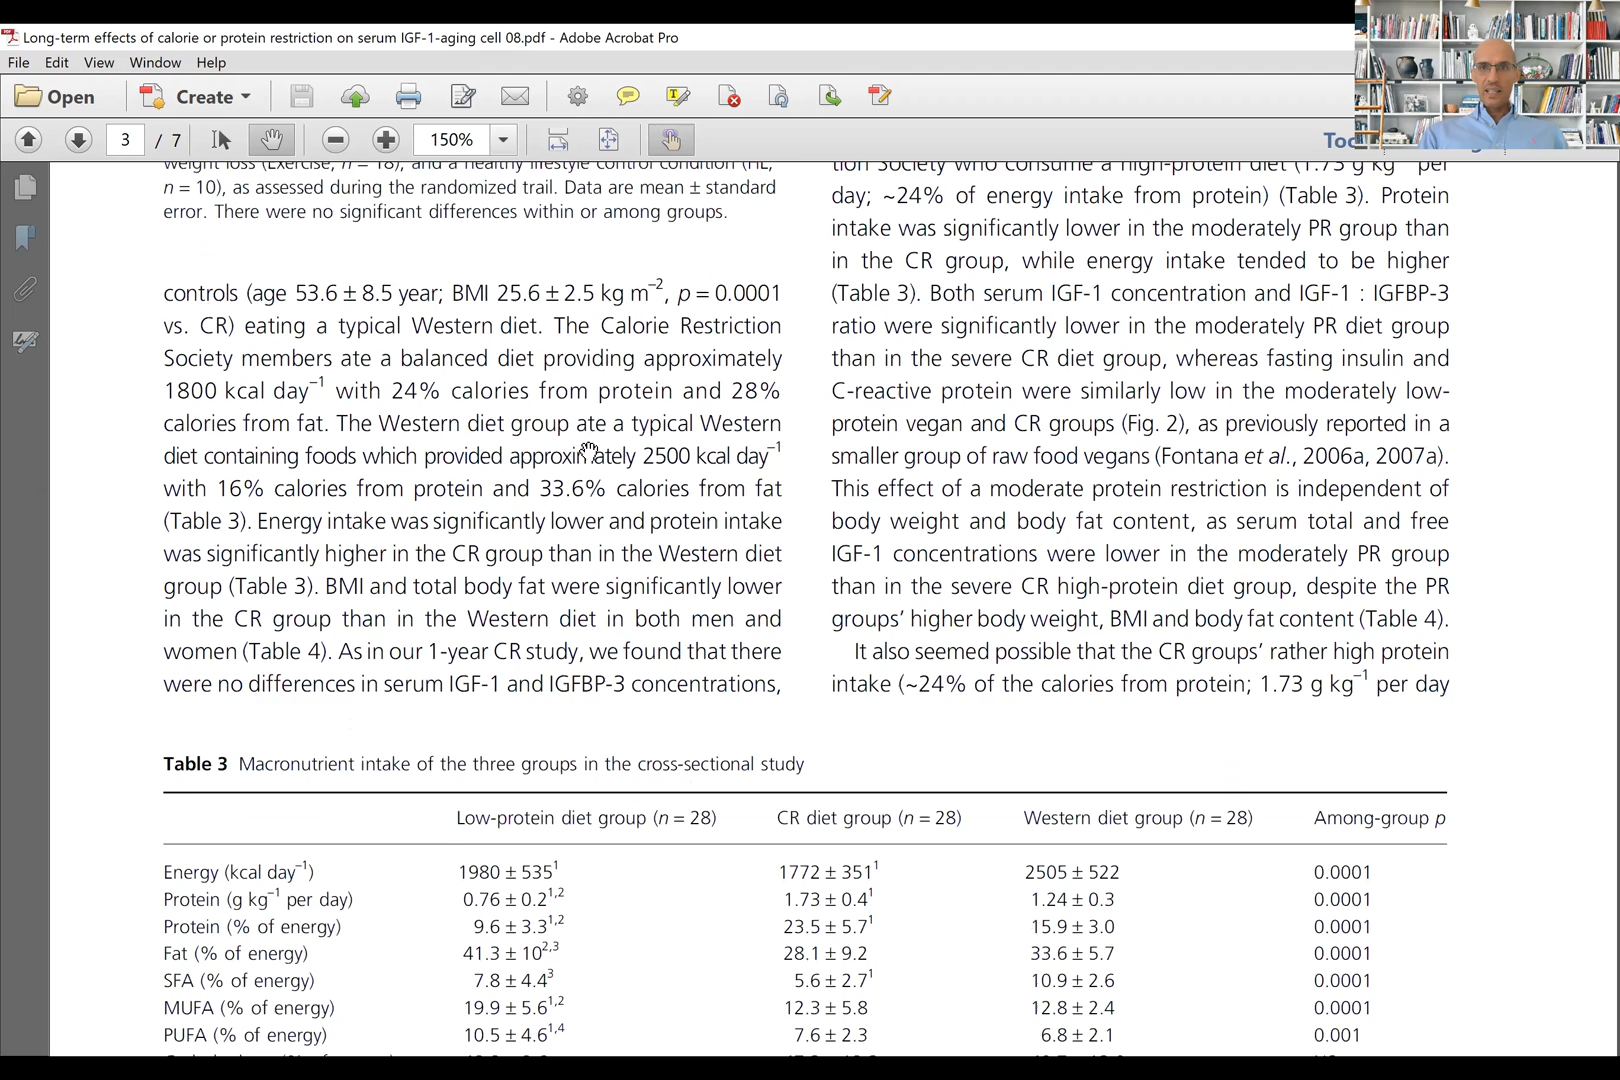 Long-term effects of calorie or protein restriction on serum IGF-1-aging cell 08.pdf - Adobe Acrobat Pro
File Edit View Window Help
Open Create
3 / 7 150%
weight loss (Exercise, n = 18), and a healthy lifestyle control condition (HL,
n = 10), as assessed during the randomized trail. Data are mean ± standard
error. There were no significant differences within or among groups.
controls (age 53.6 ± 8.5 year; BMI 25.6 ± 2.5 kg m−2, p = 0.0001
vs. CR) eating a typical Western diet. The Calorie Restriction
Society members ate a balanced diet providing approximately
1800 kcal day−1 with 24% calories from protein and 28%
calories from fat. The Western diet group ate a typical Western
diet containing foods which provided approximately 2500 kcal day−1
with 16% calories from protein and 33.6% calories from fat
(Table 3). Energy intake was significantly lower and protein intake
was significantly higher in the CR group than in the Western diet
group (Table 3). BMI and total body fat were significantly lower
in the CR group than in the Western diet in both men and
women (Table 4). As in our 1-year CR study, we found that there
were no differences in serum IGF-1 and IGFBP-3 concentrations,
tion Society who consume a high-protein diet (1.73 g kg−1 per
day; ~24% of energy intake from protein) (Table 3). Protein
intake was significantly lower in the moderately PR group than
in the CR group, while energy intake tended to be higher
(Table 3). Both serum IGF-1 concentration and IGF-1 : IGFBP-3
ratio were significantly lower in the moderately PR diet group
than in the severe CR diet group, whereas fasting insulin and
C-reactive protein were similarly low in the moderately low-
protein vegan and CR groups (Fig. 2), as previously reported in a
smaller group of raw food vegans (Fontana et al., 2006a, 2007a).
This effect of a moderate protein restriction is independent of
body weight and body fat content, as serum total and free
IGF-1 concentrations were lower in the moderately PR group
than in the severe CR high-protein diet group, despite the PR
groups' higher body weight, BMI and body fat content (Table 4).
It also seemed possible that the CR groups' rather high protein
intake (~24% of the calories from protein; 1.73 g kg−1 per day
Table 3 Macronutrient intake of the three groups in the cross-sectional study
Low-protein diet group (n = 28) CR diet group (n = 28) Western diet group (n = 28) Among-group p
Energy (kcal day−1) 1980 ± 5351 1772 ± 3511 2505 ± 522 0.0001
Protein (g kg−1 per day) 0.76 ± 0.21,2 1.73 ± 0.41 1.24 ± 0.3 0.0001
Protein (% of energy) 9.6 ± 3.31,2 23.5 ± 5.71 15.9 ± 3.0 0.0001
Fat (% of energy) 41.3 ± 102,3 28.1 ± 9.2 33.6 ± 5.7 0.0001
SFA (% of energy) 7.8 ± 4.43 5.6 ± 2.71 10.9 ± 2.6 0.0001
MUFA (% of energy) 19.9 ± 5.61,2 12.3 ± 5.8 12.8 ± 2.4 0.0001
PUFA (% of energy) 10.5 ± 4.61,4 7.6 ± 2.3 6.8 ± 2.1 0.001